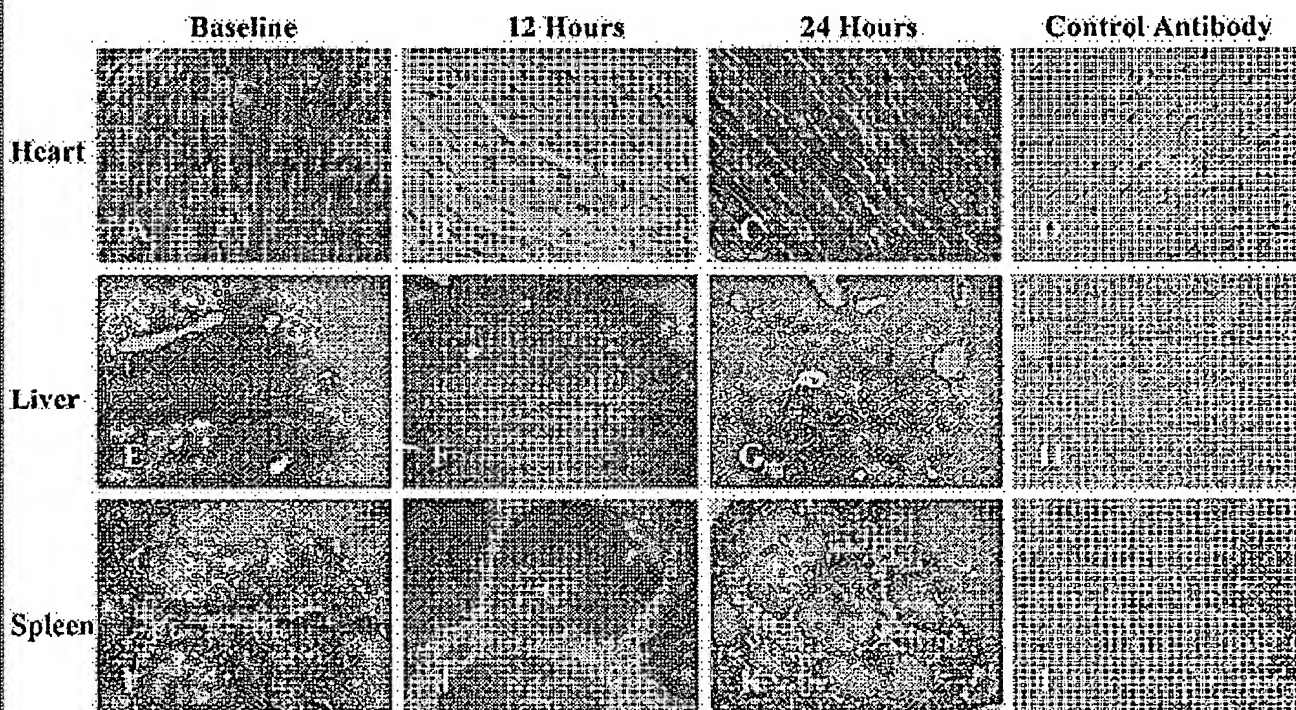 Baseline 12 Hours 24 Hours Control Antibody
Heart
A B C D
Liver
E F G H
Spleen
K